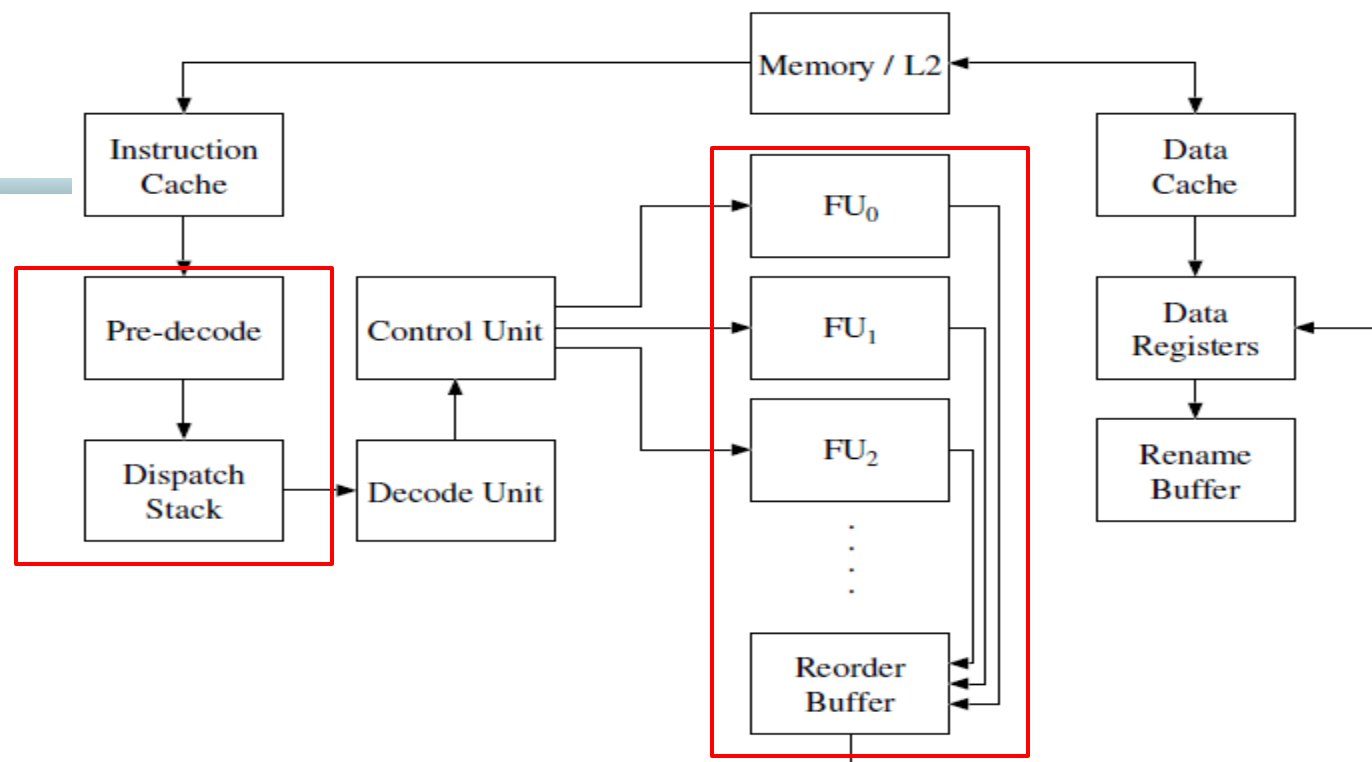 Memory / L2
Instruction
Cache
Data
Cache
FU0
Pre-decode
Control Unit
FU1
Data
Registers
Dispatch
Stack
Decode Unit
FU2
Rename
Buffer
Reorder
Buffer